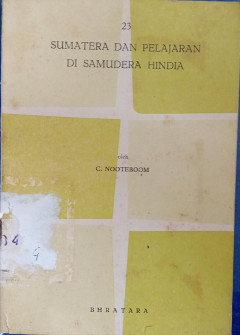 23
SUMATERA DAN PELAJARAN
DI SAMUDERA HINDIA
oleh
C. NOOTEBOOM
BHRATARA